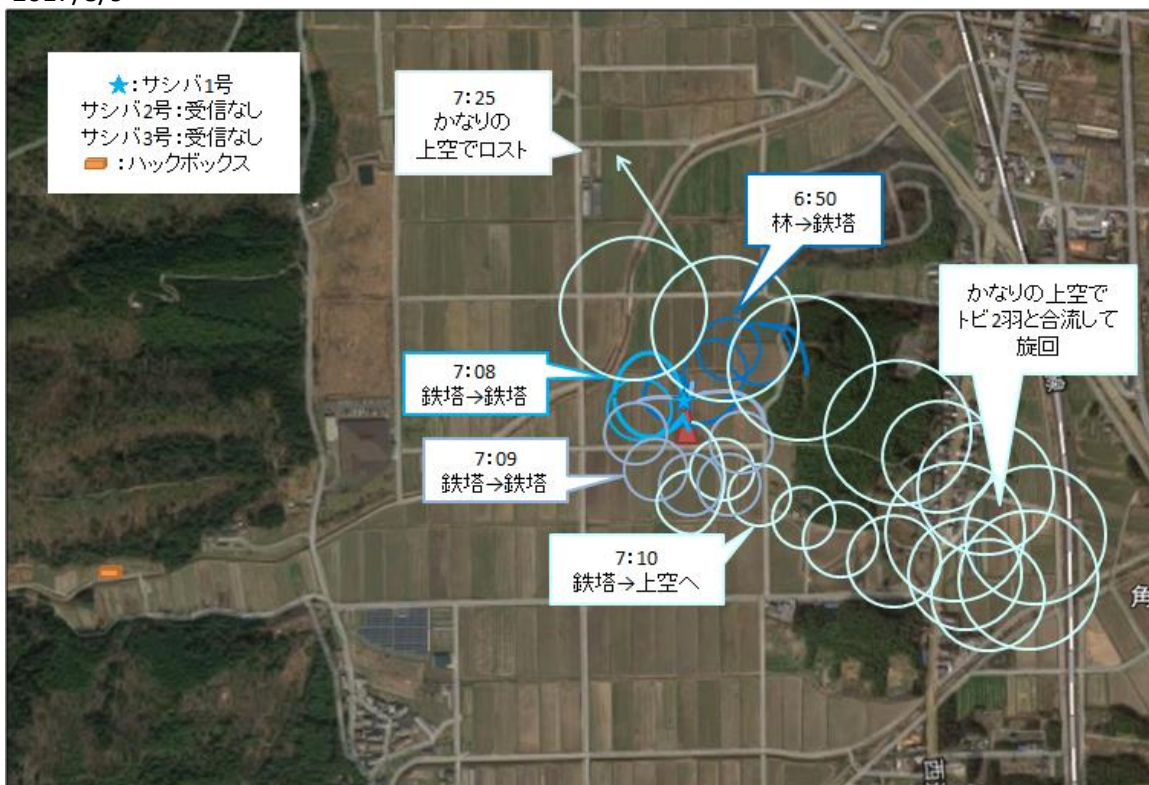 ★:サシバ1号
サシバ2号:受信なし
サシバ3号:受信なし
:ハックボックス
7:25
かなりの
上空でロスト
6:50
林→鉄塔
かなりの上空で
トビ2羽と合流して
旋回
7:08
鉄塔→鉄塔
7:09
鉄塔→鉄塔
7:10
鉄塔→上空へ
角
西